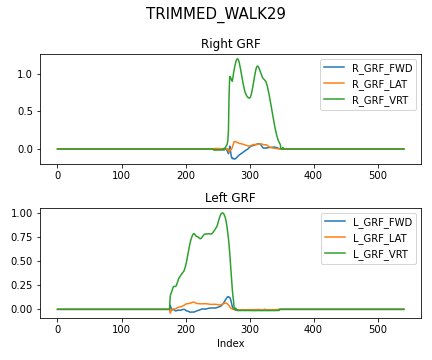 TRIMMED_WALK29
Right GRF
R_GRF_FWD
R_GRF_LAT
R_GRF_VRT
1.0
0.5
0.0
0 100 200 300 400 500
Left GRF
L_GRF_FWD
L_GRF_LAT
L_GRF_VRT
1.00
0.75
0.50
0.25
0.00
0 100 200 300 400 500
Index